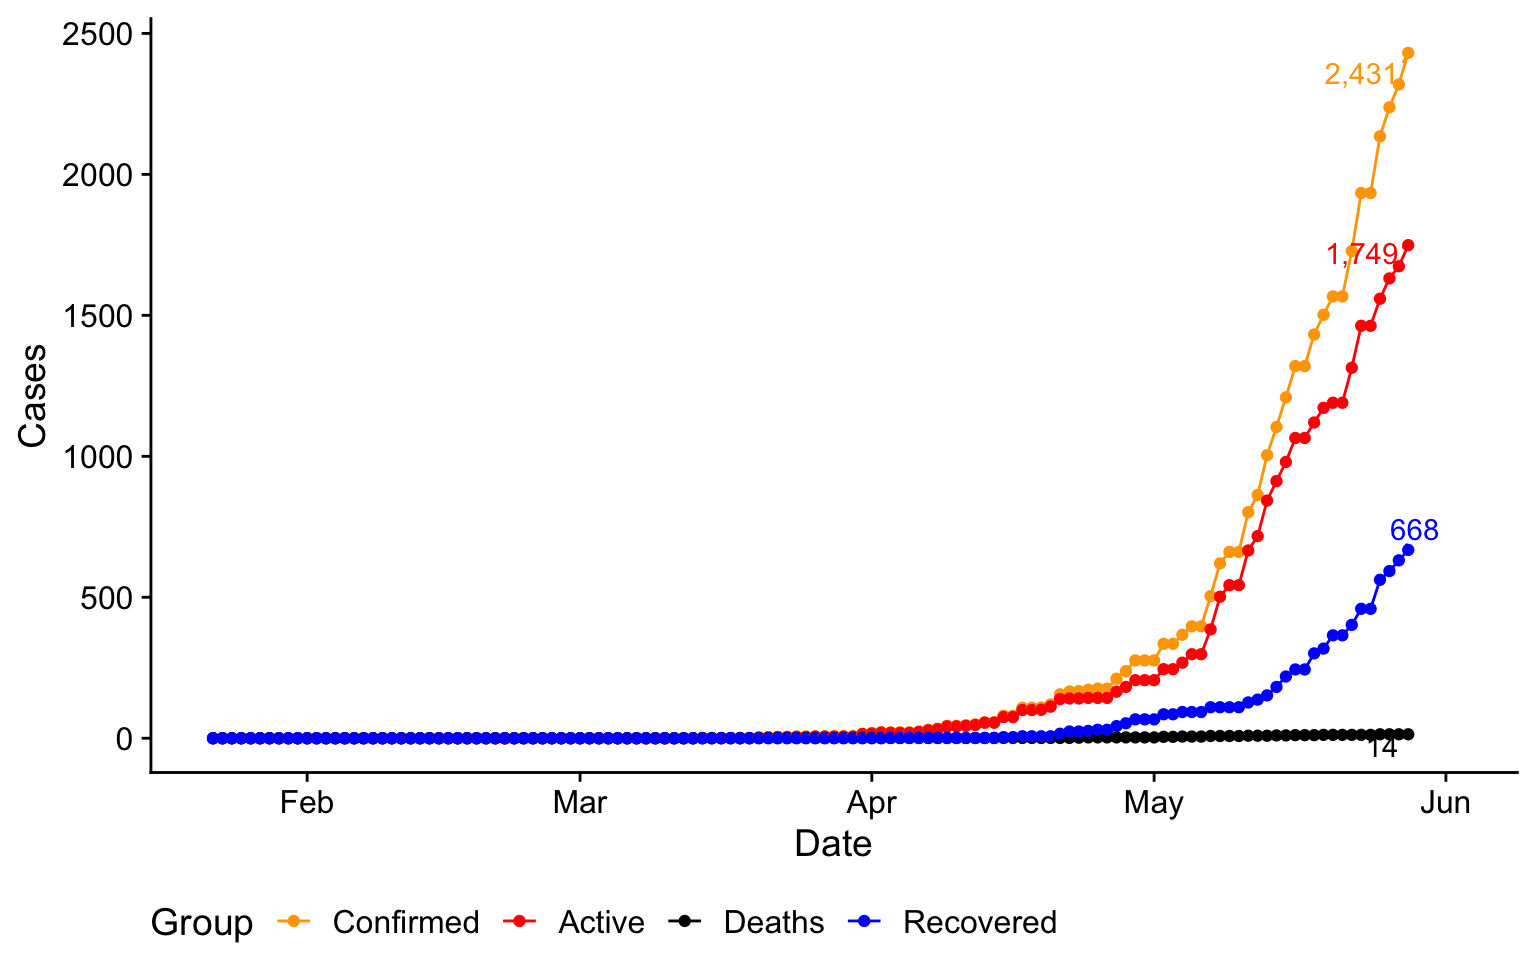 2500
2,431
2000
1,749
1500
Cases
1000
668
500
0
14
Feb Mar Apr May Jun
Date
Group Confirmed Active Deaths Recovered